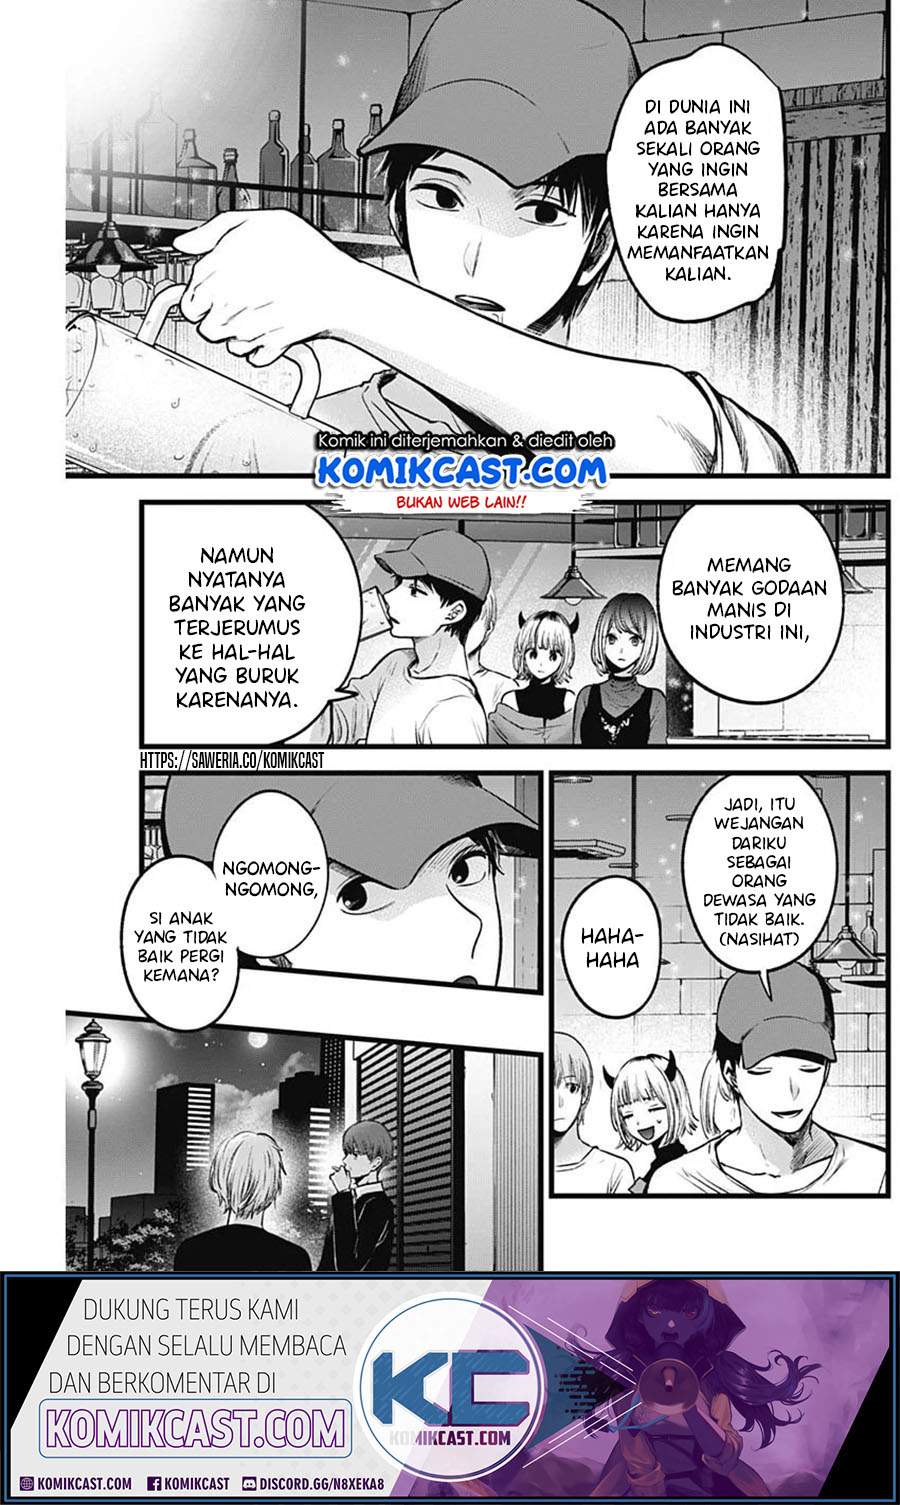 DI DUNIA INI
ADA BANYAK
SEKALI ORANG
YANG INGIN
BERSAMA
KALIAN HANYA
KARENA INGIN
MEMANFAATKAN
KALIAN.
Komik ini diterjemahkan & diedit oleh
KOMIKCAST.COM
BUKAN WEB LAIN!!
MEMANG
BANYAK GODAAN
MANIS DI
INDUSTRI INI,
NAMUN
NYATANYA
BANYAK YANG
TERJERUMUS
KE HAL-HAL
YANG BURUK
KARENANYA.
HTTPS://SAWERIA.CO/KOMIKCAST
JADI, ITU
WEJANGAN
DARIKU
SEBAGAI
ORANG
DEWASA YANG
TIDAK BAIK.
(NASIHAT)
HAHA-
HAHA
NGOMONG-
NGOMONG,
SI ANAK
YANG TIDAK
BAIK PERGI
KEMANA?
DUKUNG TERUS KAMI
DENGAN SELALU MEMBACA
DAN BERKOMENTAR DI
KOMIKCAST.COM
KOMIKCAST.COM
KOMIKCAST
DISCORD.GG/N8XEKA8
KC
KOMIKCAST.COM